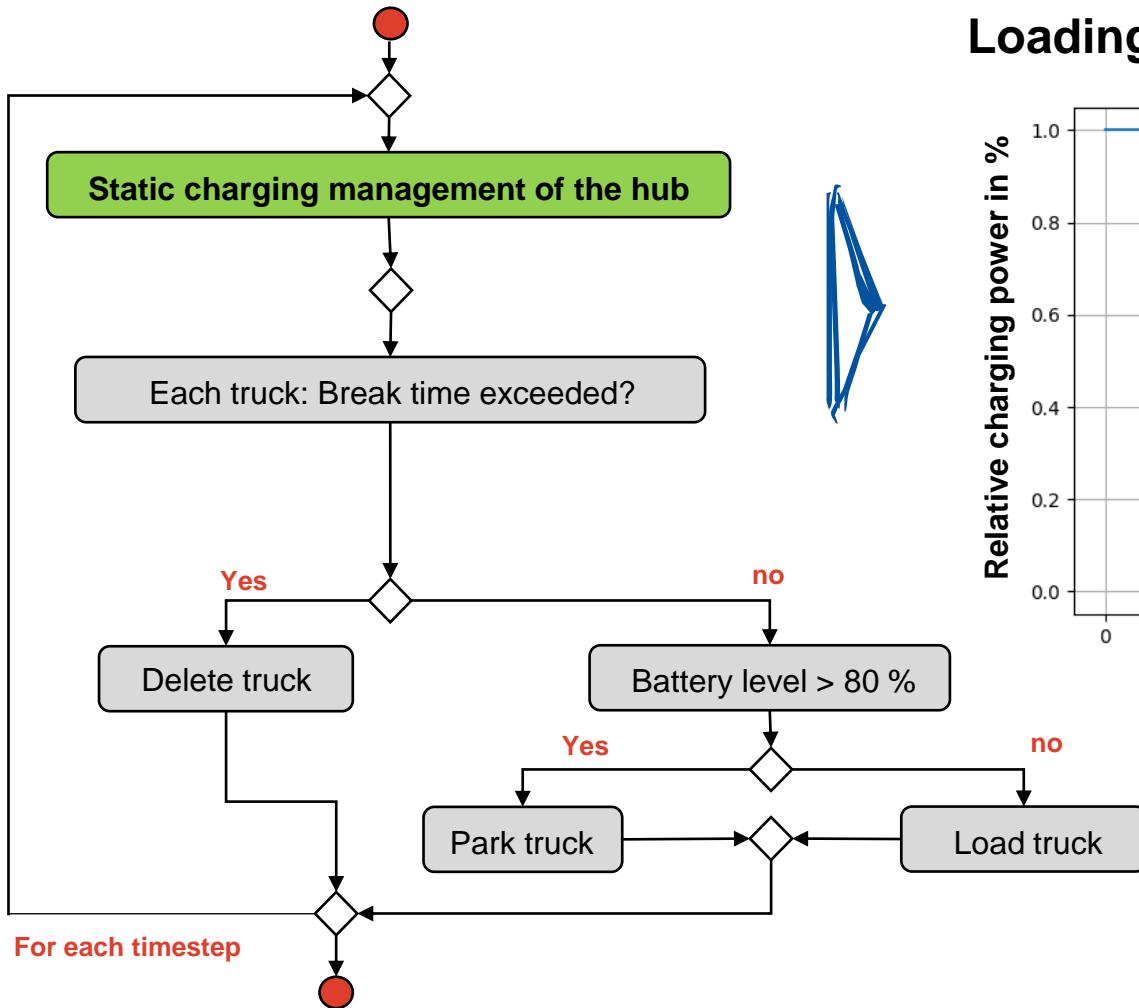 Loading
Static charging management of the hub
Each truck: Break time exceeded?
Yes
no
Delete truck
Battery level > 80 %
Yes
no
Park truck
Load truck
For each timestep
Relative charging power in %
1.0
0.8
0.6
0.4
0.2
0.0
0